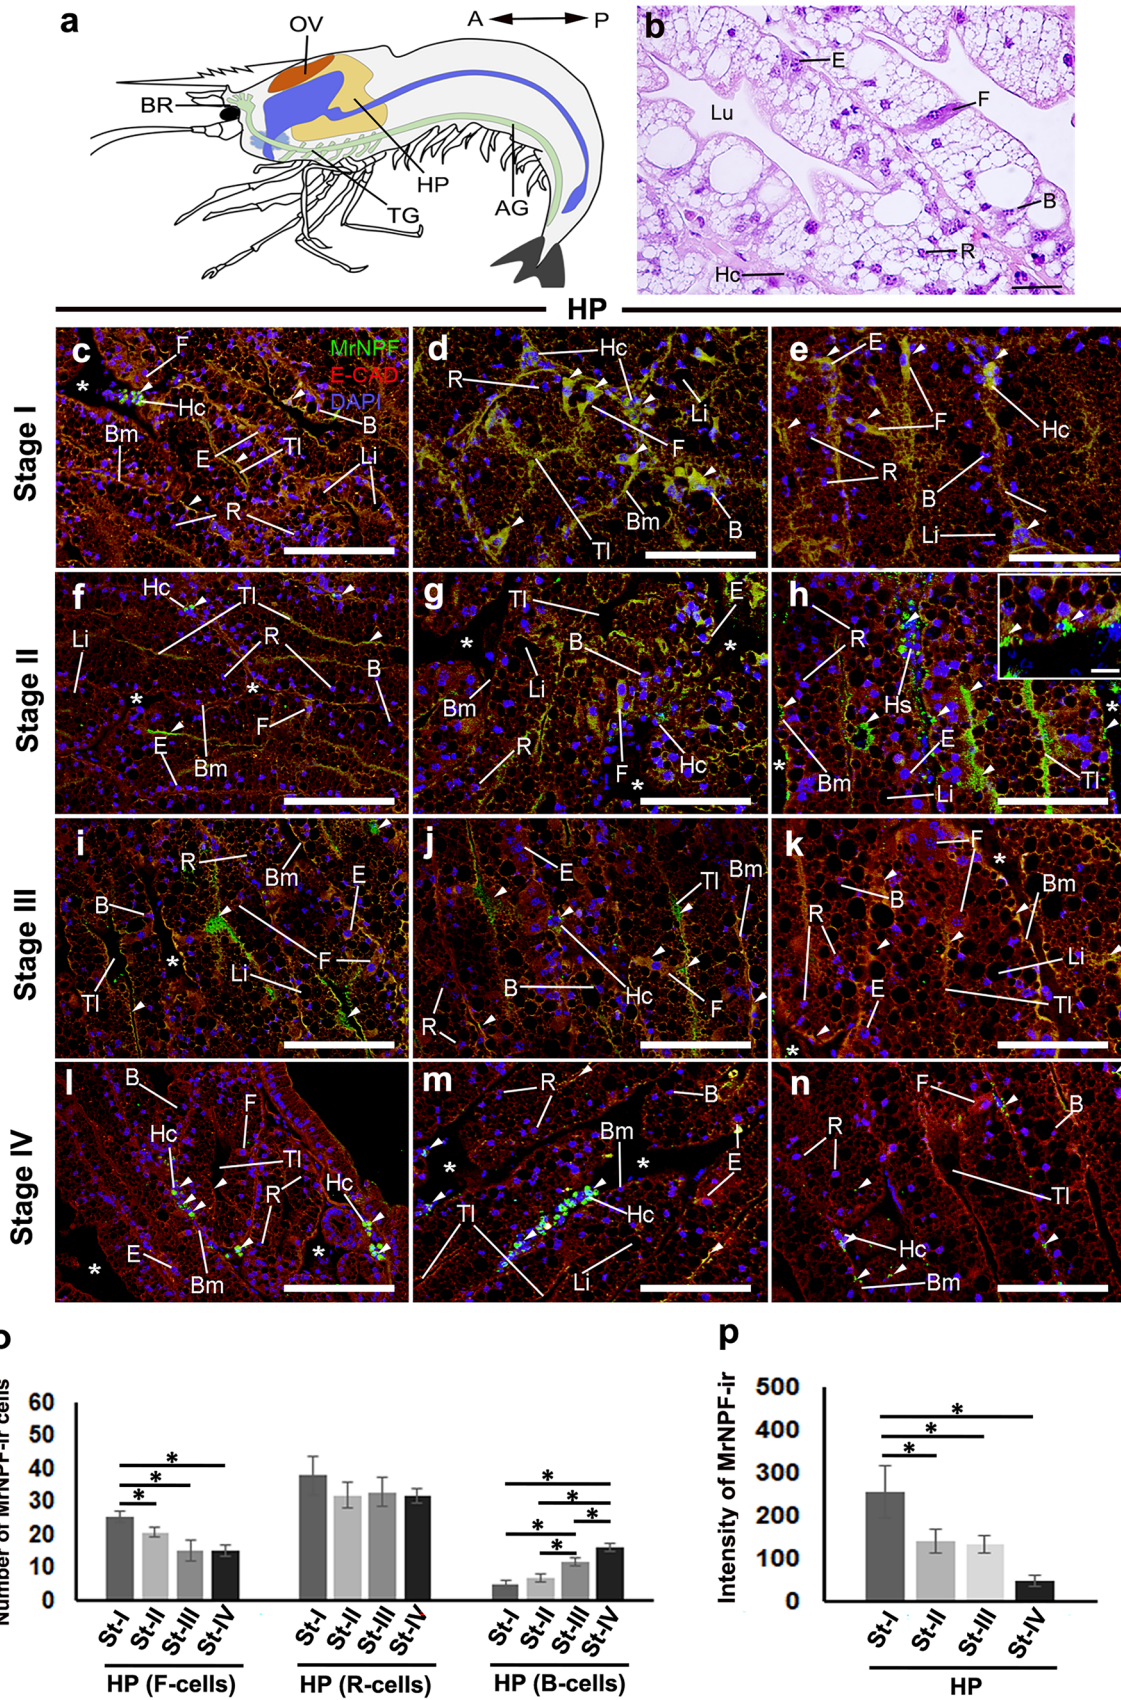 a
A
P
OV
BR
HP
TG
AG
b
E
F
Lu
B
R
Hc
HP
Stage I
c
F
MrNPF
E-CAD
DAPI
*
Hc
B
Bm
E
Tl
Li
R
d
Hc
R
Li
F
Bm
B
Tl
e
E
F
Hc
R
B
Li
Stage II
f
Hc
Tl
Li
R
B
*
*
F
E
Bm
g
Tl
E
*
B
*
Li
Bm
R
F
Hc
*
h
R
Hs
*
E
*
Bm
Li
Tl
Stage III
i
R
Bm
E
B
*
F
Li
Tl
j
E
Tl
Bm
B
Hc
F
R
k
F
*
B
Bm
R
Li
E
Tl
*
Stage IV
l
B
F
Hc
Tl
Hc
R
*
E
*
Bm
m
R
B
Bm
*
*
E
Tl
Hc
Li
n
F
B
R
Tl
Hc
Bm
Number of MrNPF-ir cells
60
50
40
30
20
10
0
*
*
*
*
*
*
*
*
St-I
St-II
St-III
St-IV
St-I
St-II
St-III
St-IV
St-I
St-II
St-III
St-IV
HP (F-cells)
HP (R-cells)
HP (B-cells)
p
Intensity of MrNPF-ir
500
400
300
200
100
0
*
*
*
St-I
St-II
St-III
St-IV
HP